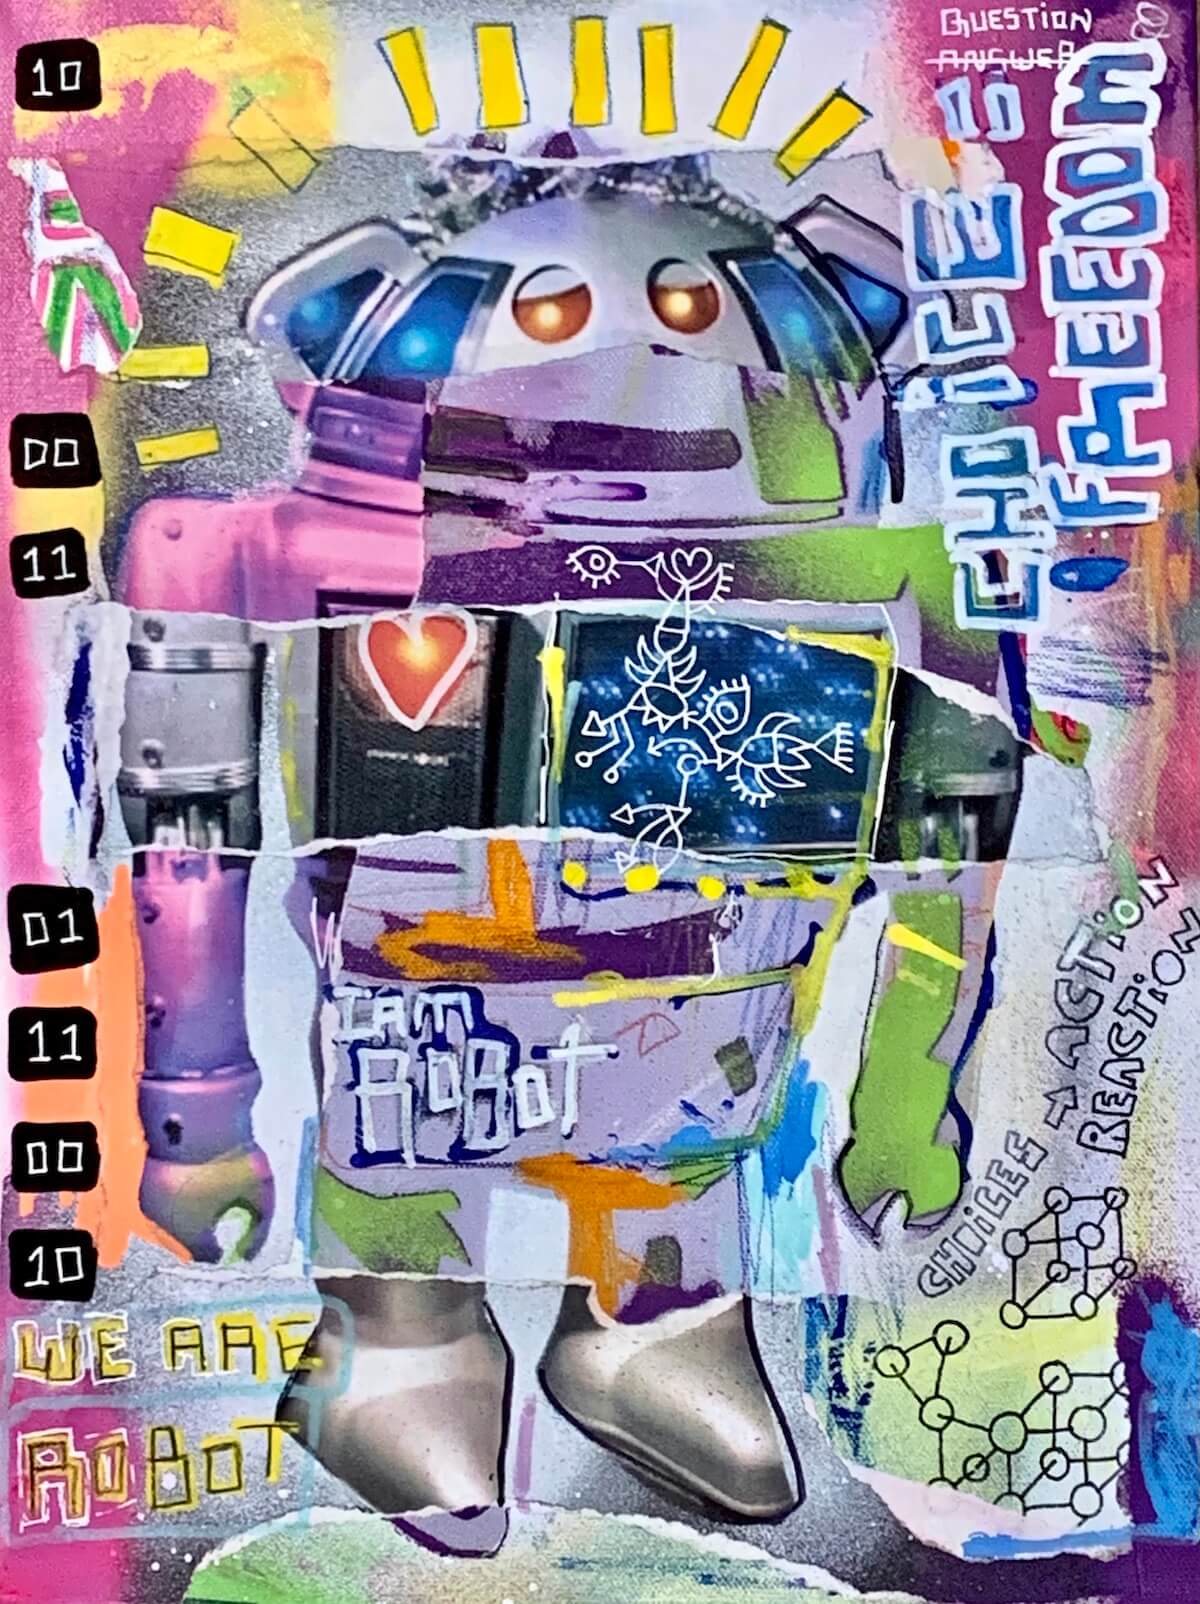 QUESTION
ANSWER
10
CHOICE =
FREEDOM
00
11
01
I AM
ROBOT
CHOICES → ACTION
REACTION
11
00
10
WE ARE
ROBOT